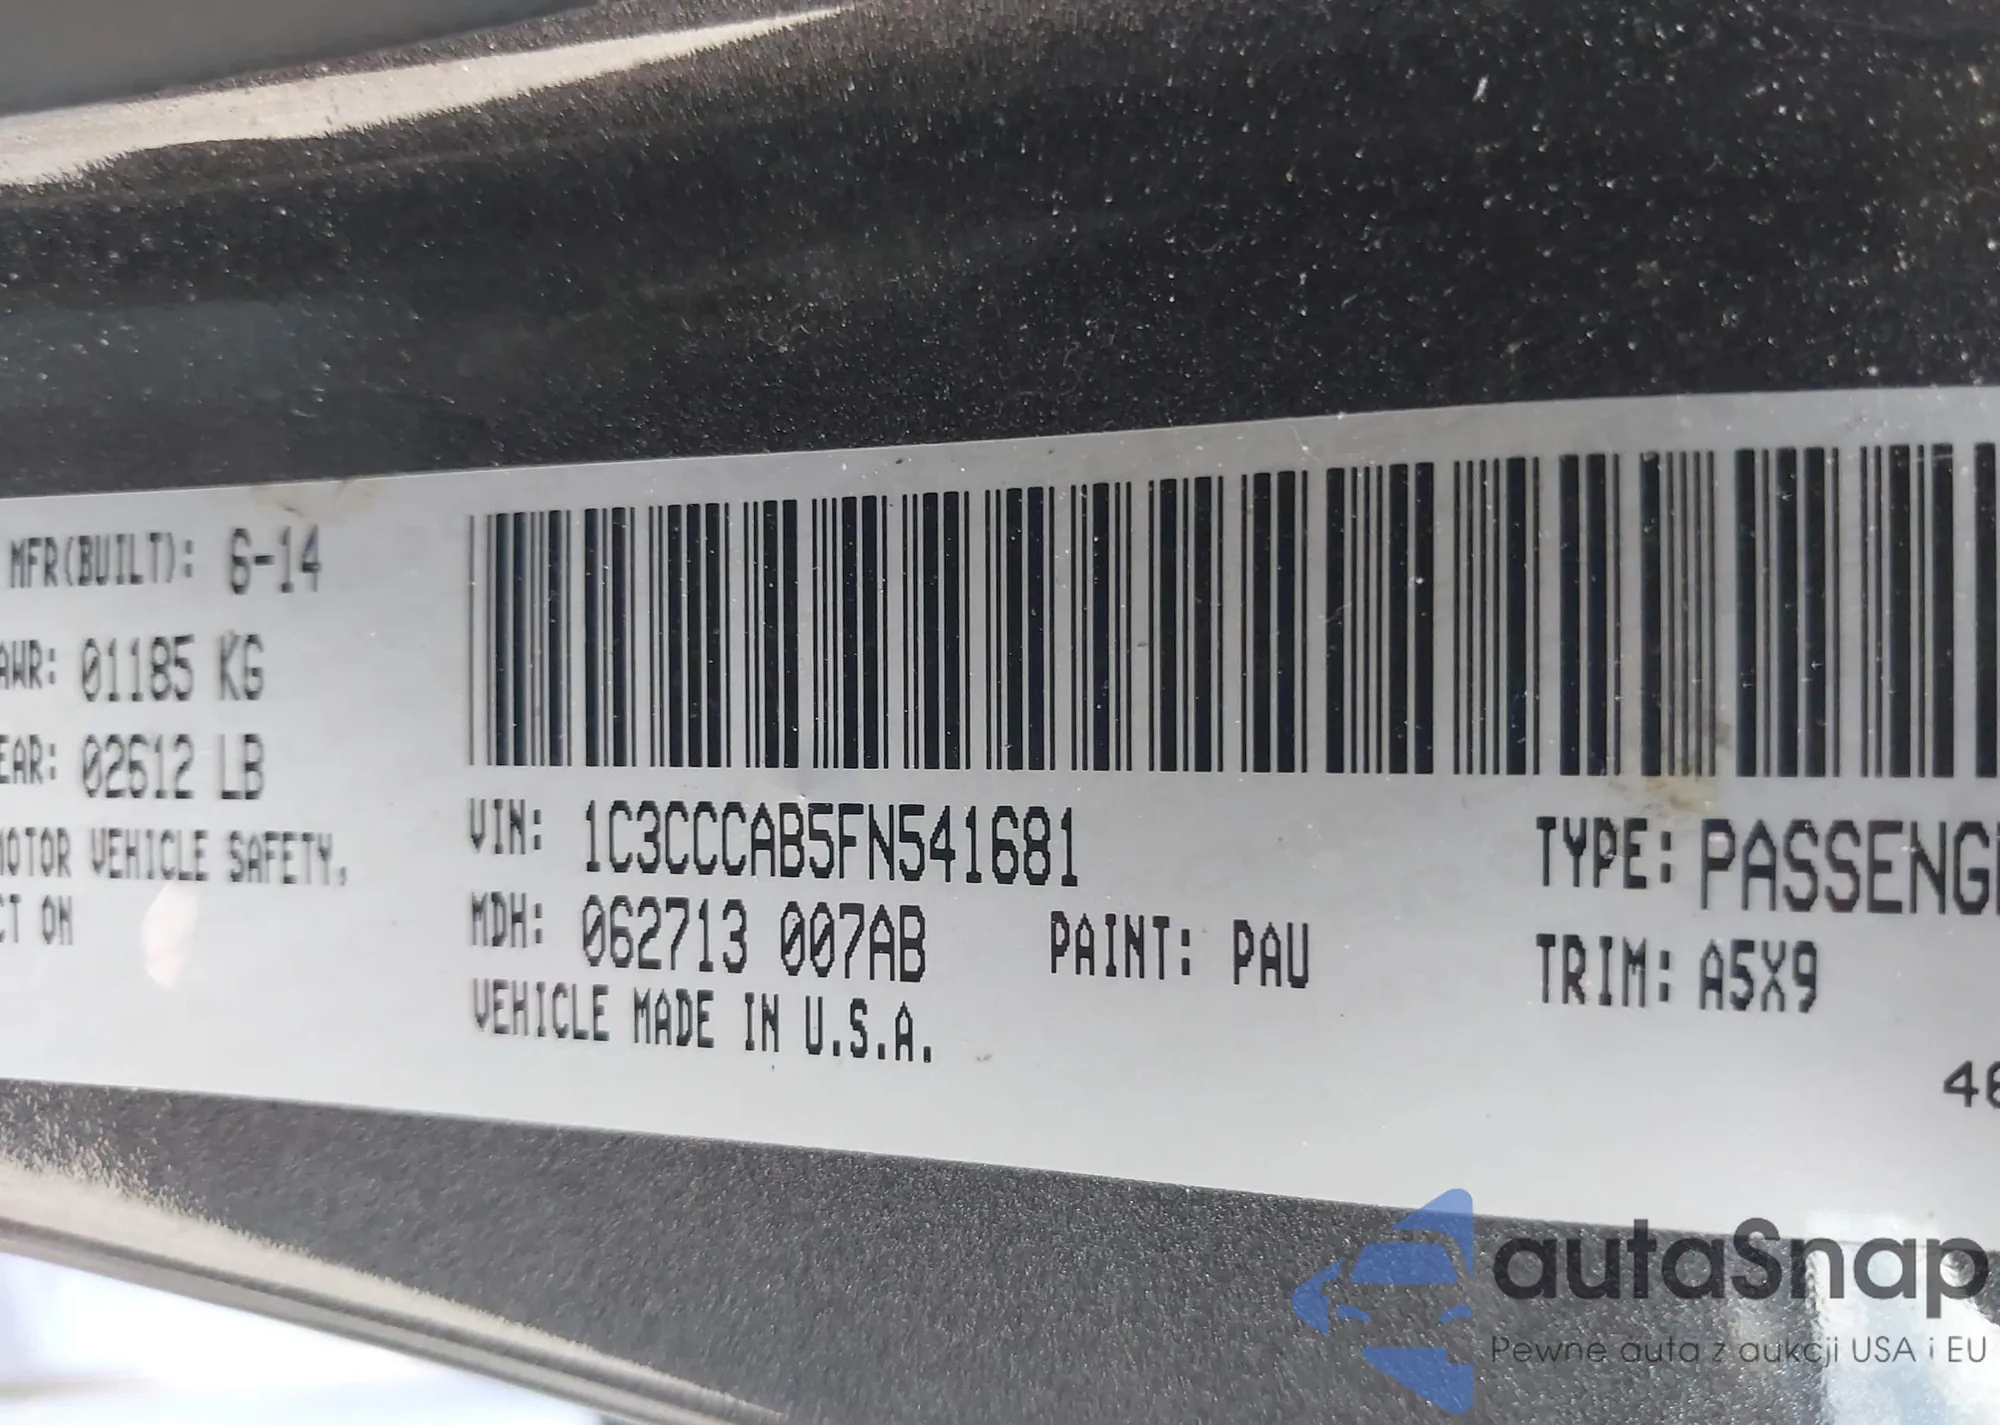 MFR(BUILT): 6-14
AWR: 01185 KG
EAR: 02612 LB
MOTOR VEHICLE SAFETY,
CT ON
VIN: 1C3CCCAB5FN541681
TYPE: PASSENG
MDH: 062713 007AB PAINT: PAU
TRIM: A5X9
VEHICLE MADE IN U.S.A.
46
autaSnap
Pewne auta z aukcji USA i EU